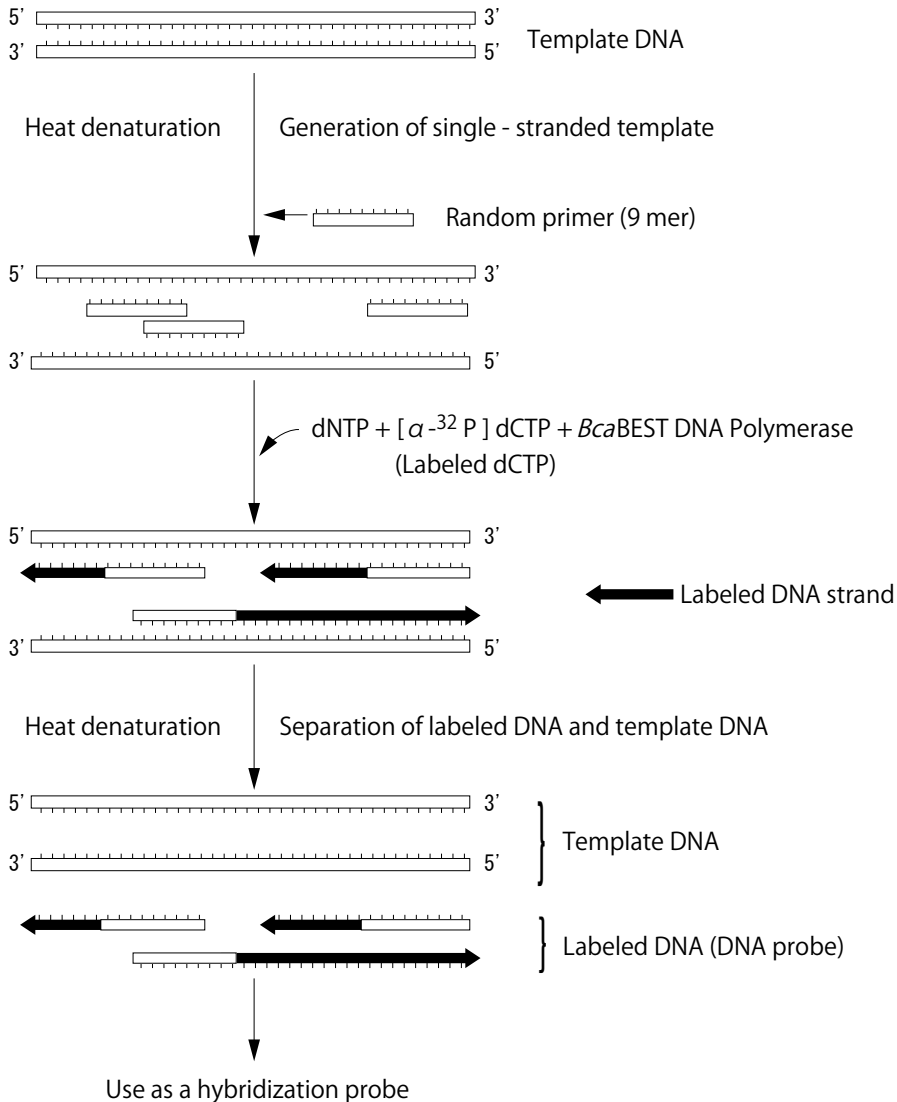 5’ 3’
Template DNA
3’ 5’
Heat denaturation Generation of single - stranded template
Random primer (9 mer)
5’ 3’
3’ 5’
dNTP + [ α -³² P ] dCTP + BcaBEST DNA Polymerase
(Labeled dCTP)
5’ 3’
Labeled DNA strand
3’ 5’
Heat denaturation Separation of labeled DNA and template DNA
5’ 3’
Template DNA
3’ 5’
Labeled DNA (DNA probe)
Use as a hybridization probe